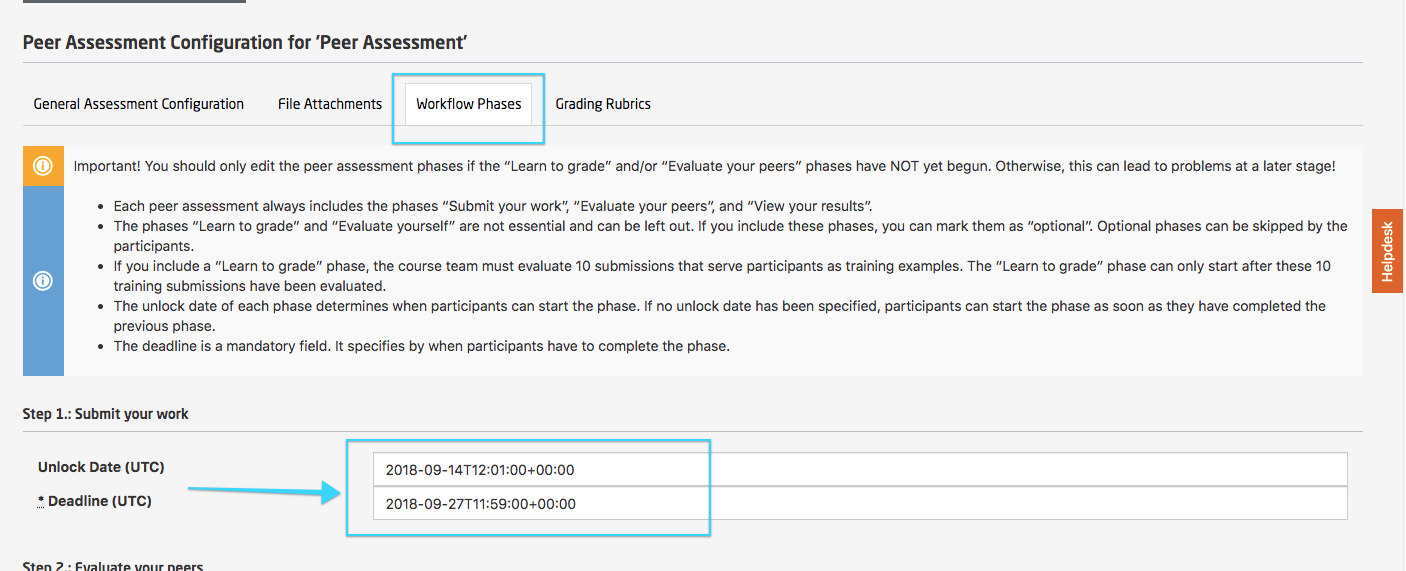 Peer Assessment Configuration for 'Peer Assessment'
General Assessment Configuration File Attachments Workflow Phases Grading Rubrics
Important! You should only edit the peer assessment phases if the “Learn to grade” and/or “Evaluate your peers” phases have NOT yet begun. Otherwise, this can lead to problems at a later stage!
• Each peer assessment always includes the phases “Submit your work”, “Evaluate your peers”, and “View your results”.
• The phases “Learn to grade” and “Evaluate yourself” are not essential and can be left out. If you include these phases, you can mark them as “optional”. Optional phases can be skipped by the
participants.
• If you include a “Learn to grade” phase, the course team must evaluate 10 submissions that serve participants as training examples. The “Learn to grade” phase can only start after these 10
training submissions have been evaluated.
• The unlock date of each phase determines when participants can start the phase. If no unlock date has been specified, participants can start the phase as soon as they have completed the
previous phase.
• The deadline is a mandatory field. It specifies by when participants have to complete the phase.
Helpdesk
Step 1.: Submit your work
Unlock Date (UTC) 2018-09-14T12:01:00+00:00
* Deadline (UTC) 2018-09-27T11:59:00+00:00
Step 2.: Evaluate your peers